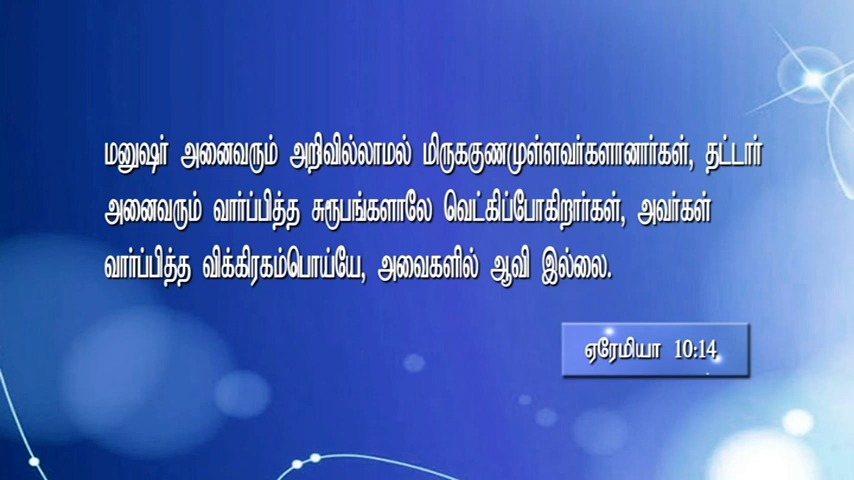 மனுஷர் அனைவரும் அறிவில்லாமல் மிருககுணமுள்ளவர்களானார்கள், தட்டார்
அனைவரும் வார்ப்பித்த சுரூபங்களாலே வெட்கிப்போகிறார்கள், அவர்கள்
வார்ப்பித்த விக்கிரகம்பொய்யே, அவைகளில் ஆவி இல்லை.
ஏரேமியா 10:14